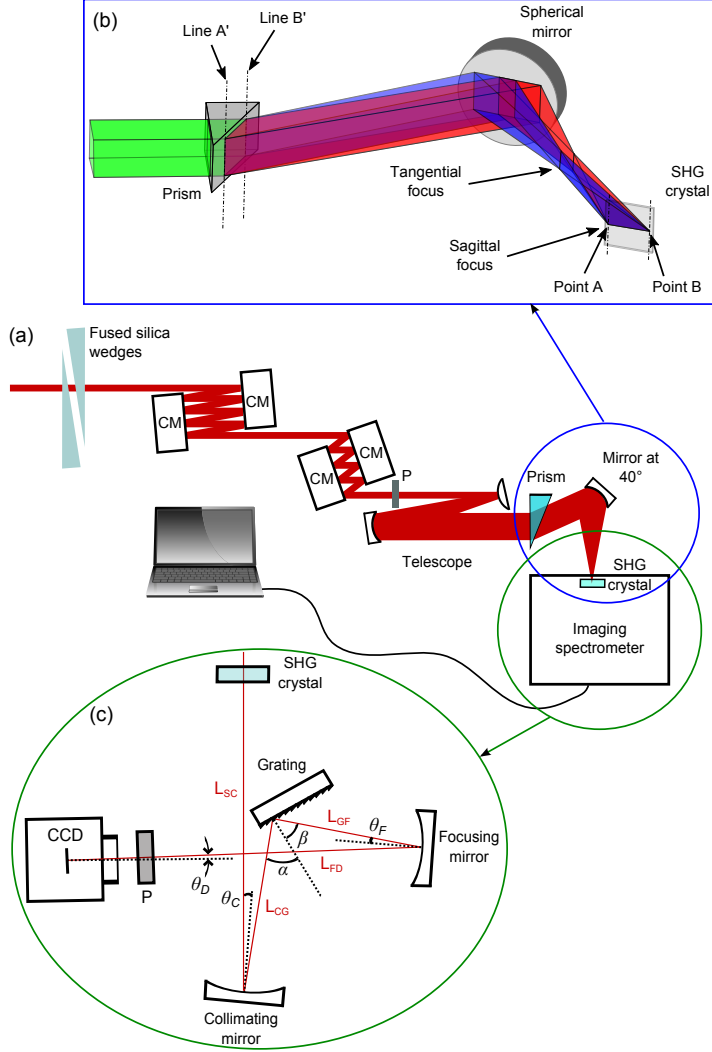 (b)
Line A'
Line B'
Spherical
mirror
Prism
Tangential
focus
SHG
crystal
Sagittal
focus
Point A
Point B
(a)
Fused silica
wedges
CM
CM
CM
CM
P
Telescope
Prism
Mirror at
40°
SHG
crystal
Imaging
spectrometer
(c)
SHG
crystal
L_SC
Grating
L_GF
θ_F
β
CCD
θ_D
α
L_FD
Focusing
mirror
P
θ_C
L_CG
Collimating
mirror